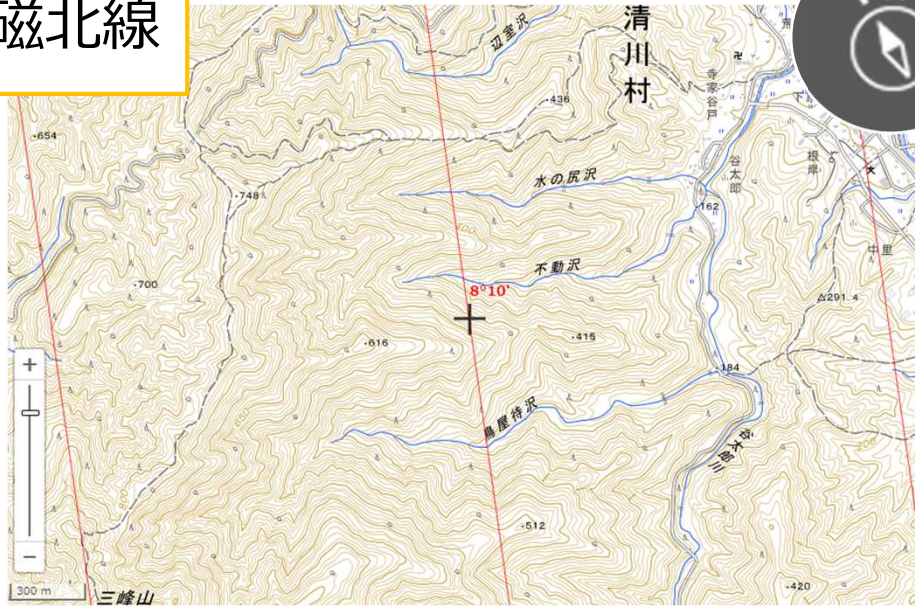 磁北線
清川村
辺室沢
寺家谷戸
・436
・654
根岸
谷太郎
水の尻沢
・748
・162
中里
不動沢
・700
8°10'
291.4
・616
・415
・184
鳥屋待沢
谷太郎川
200
800
・512
・420
300 m
三峰山